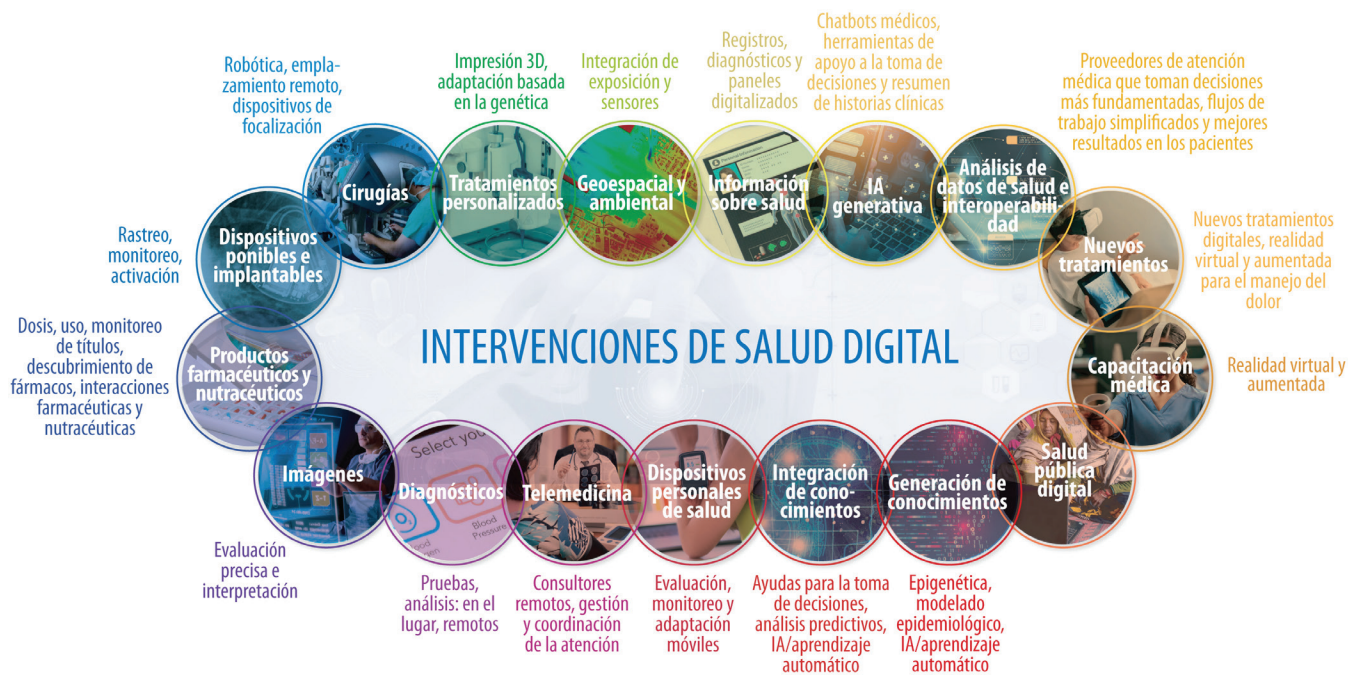 Robótica, empla-
zamiento remoto,
dispositivos de
focalización
Cirugías
Impresión 3D,
adaptación basada
en la genética
Tratamientos
personalizados
Integración de
exposición y
sensores
Geoespacial y
ambiental
Registros,
diagnósticos y
paneles
digitalizados
Información
sobre salud
Chatbots médicos,
herramientas de
apoyo a la toma de
decisiones y resumen
de historias clínicas
IA
generativa
Proveedores de atención
médica que toman decisiones
más fundamentadas, flujos de
trabajo simplificados y mejores
resultados en los pacientes
Análisis de
datos de salud e
interoperabili-
dad
Nuevos tratamientos
digitales, realidad
virtual y aumentada
para el manejo del
dolor
Nuevos
tratamientos
Realidad virtual y
aumentada
Capacitación
médica
Salud
pública
digital
Rastreo,
monitoreo,
activación
Dispositivos
ponibles e
implantables
Dosis, uso, monitoreo
de títulos,
descubrimiento de
fármacos, interacciones
farmacéuticas y
nutracéuticas
Productos
farmacéuticos y
nutracéuticos
INTERVENCIONES DE SALUD DIGITAL
Imágenes
Evaluación
precisa e
interpretación
Select you
Diagnósticos
Blood
Pressure
Pruebas,
análisis: en el
lugar, remotos
Telemedicina
Consultores
remotos, gestión
y coordinación
de la atención
Dispositivos
personales
de salud
Evaluación,
monitoreo y
adaptación
móviles
Integración
de cono-
cimientos
Ayudas para la toma
de decisiones,
análisis predictivos,
IA/aprendizaje
automático
Generación de
conocimientos
Epigenética,
modelado
epidemiológico,
IA/aprendizaje
automático